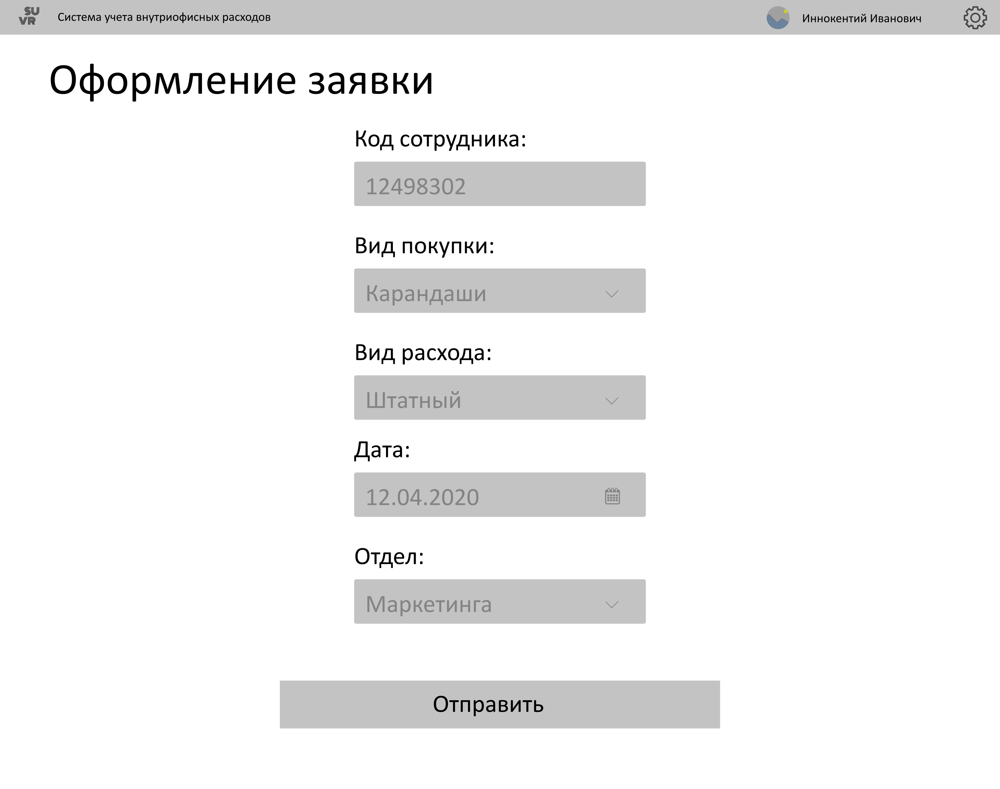 SU
VR
Система учета внутриофисных расходов
Иннокентий Иванович
Оформление заявки
Код сотрудника:
12498302
Вид покупки:
Карандаши
Вид расхода:
Штатный
Дата:
12.04.2020
Отдел:
Маркетинга
Отправить